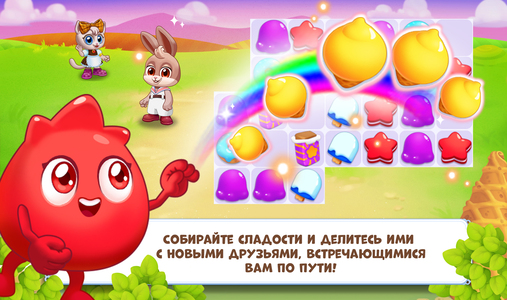 СОБИРАЙТЕ СЛАДОСТИ И ДЕЛИТЕСЬ ИМИ
С НОВЫМИ ДРУЗЬЯМИ, ВСТРЕЧАЮЩИМИСЯ
ВАМ ПО ПУТИ!